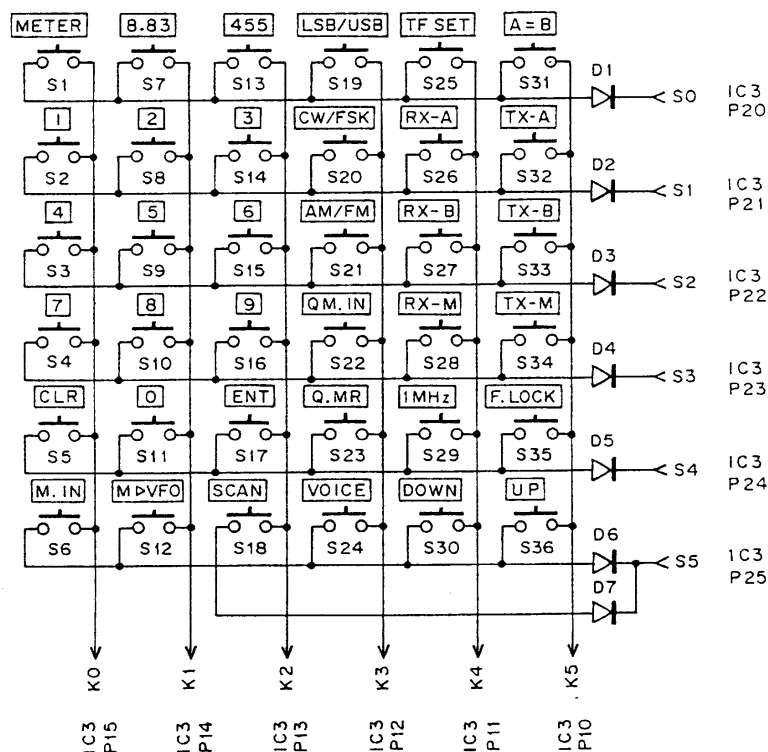 METER 8.83 455 LSB/USB TF SET A=B
D1
S1 S7 S13 S19 S25 S31
S0 IC3 P20
1 2 3 CW/FSK RX-A TX-A
D2
S2 S8 S14 S20 S26 S32
S1 IC3 P21
4 5 6 AM/FM RX-B TX-B
D3
S3 S9 S15 S21 S27 S33
S2 IC3 P22
7 8 9 QM.IN RX-M TX-M
D4
S4 S10 S16 S22 S28 S34
S3 IC3 P23
CLR 0 ENT Q.MR 1MHz F.LOCK
D5
S5 S11 S17 S23 S29 S35
S4 IC3 P24
M.IN M▷VFO SCAN VOICE DOWN UP
D6
S6 S12 S18 S24 S30 S36
S5 IC3 P25
D7
K0 K1 K2 K3 K4 K5
IC3 P15 IC3 P14 IC3 P13 IC3 P12 IC3 P11 IC3 P10